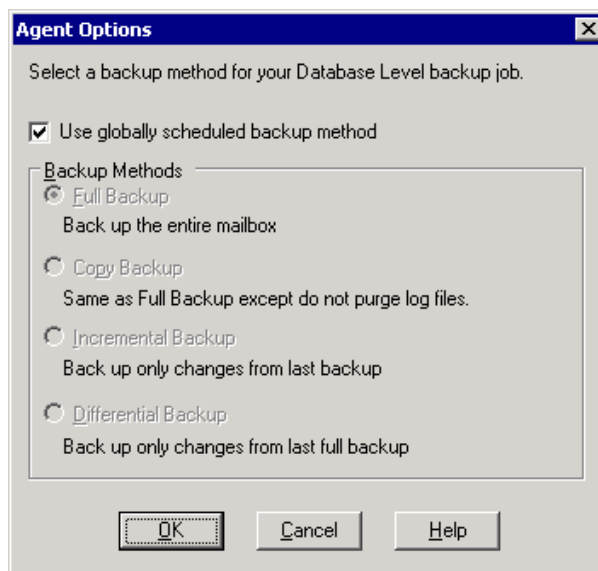 Agent Options
Select a backup method for your Database Level backup job.
Use globally scheduled backup method
Backup Methods
Full Backup
Back up the entire mailbox
Copy Backup
Same as Full Backup except do not purge log files.
Incremental Backup
Back up only changes from last backup
Differential Backup
Back up only changes from last full backup
OK Cancel Help